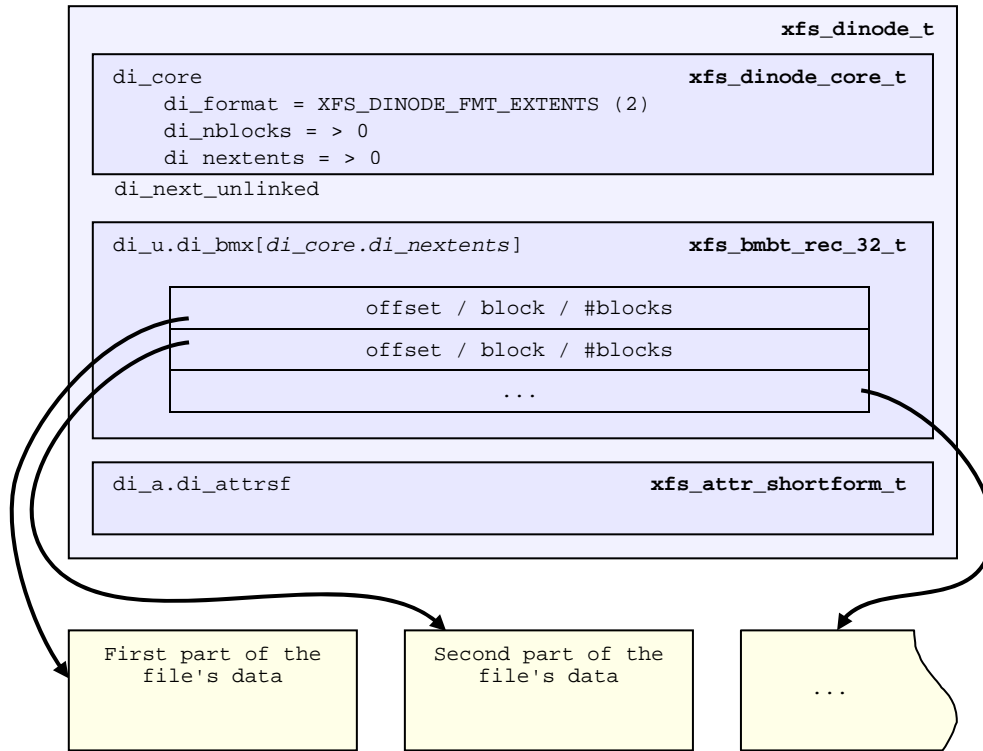 xfs_dinode_t
di_core xfs_dinode_core_t
di_format = XFS_DINODE_FMT_EXTENTS (2)
di_nblocks = > 0
di nextents = > 0
di_next_unlinked
di_u.di_bmx[di_core.di_nextents] xfs_bmbt_rec_32_t
offset / block / #blocks
offset / block / #blocks
...
di_a.di_attrsf xfs_attr_shortform_t
First part of the
file's data
Second part of the
file's data
...